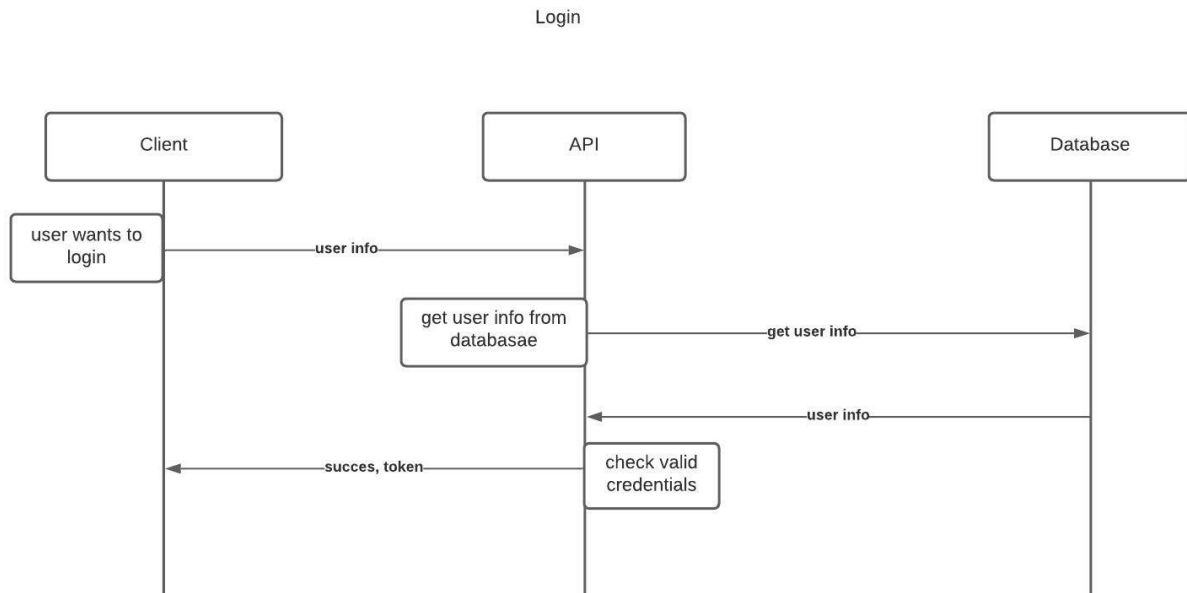 Login
Client
API
Database
user wants to
login
user info
get user info from
databasae
get user info
user info
succes, token
check valid
credentials